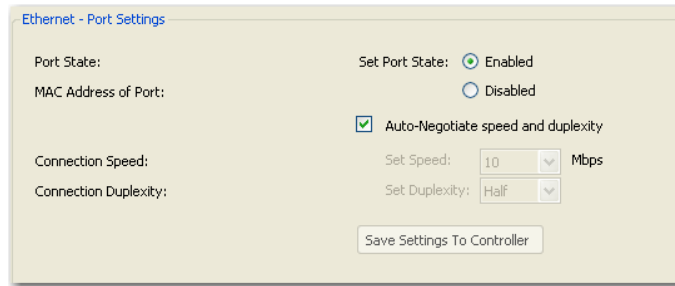 Ethernet - Port Settings
Port State: Set Port State: Enabled
MAC Address of Port: Disabled
Auto-Negotiate speed and duplexity
Connection Speed: Set Speed: 10 Mbps
Connection Duplexity: Set Duplexity: Half
Save Settings To Controller